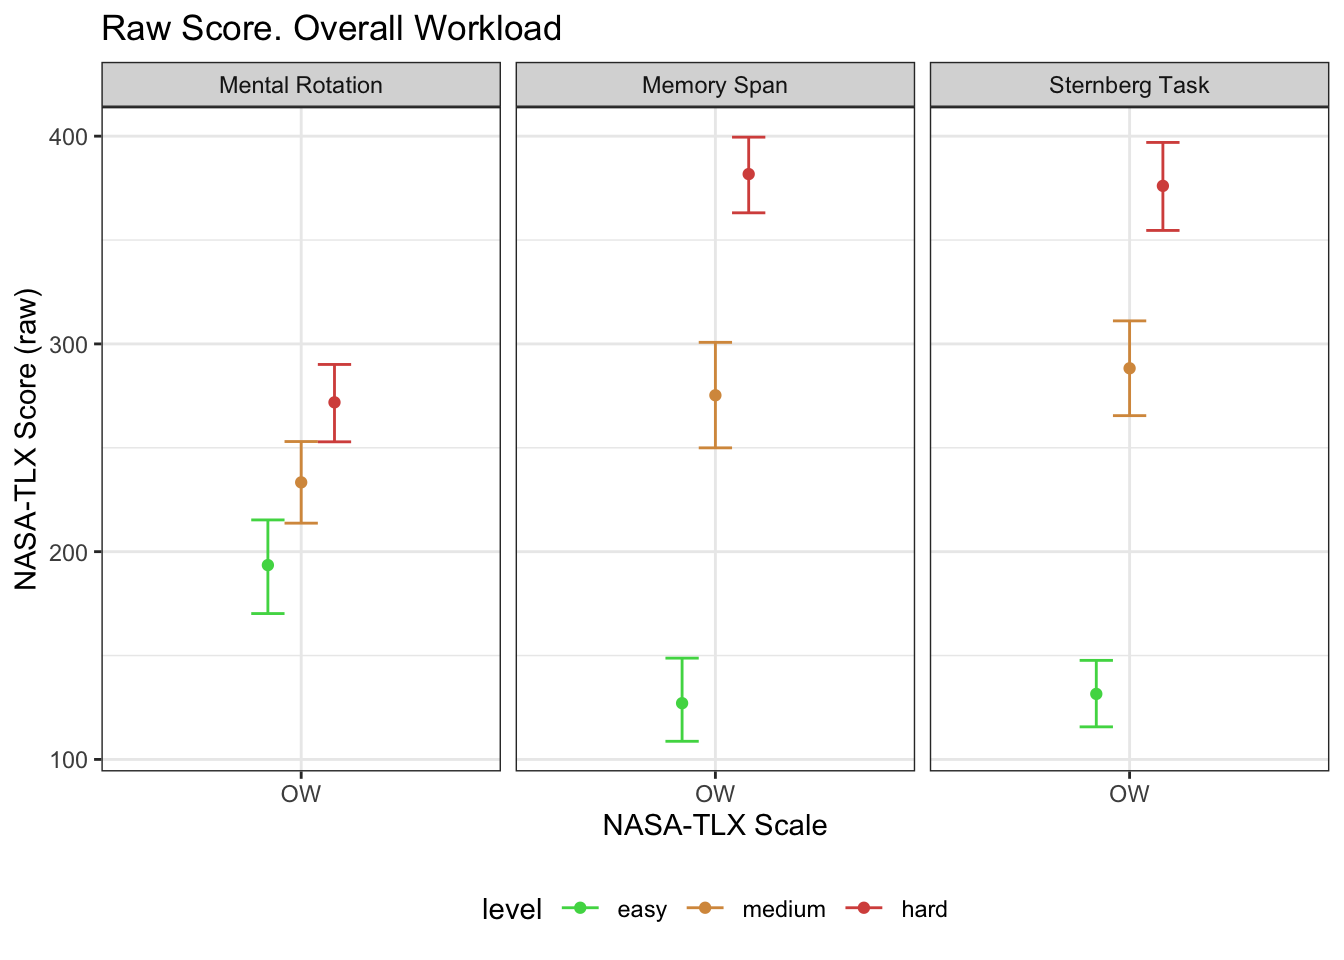 Raw Score. Overall Workload
Mental Rotation
Memory Span
Sternberg Task
NASA-TLX Score (raw)
400
300
200
100
OW
OW
OW
NASA-TLX Scale
level easy medium hard